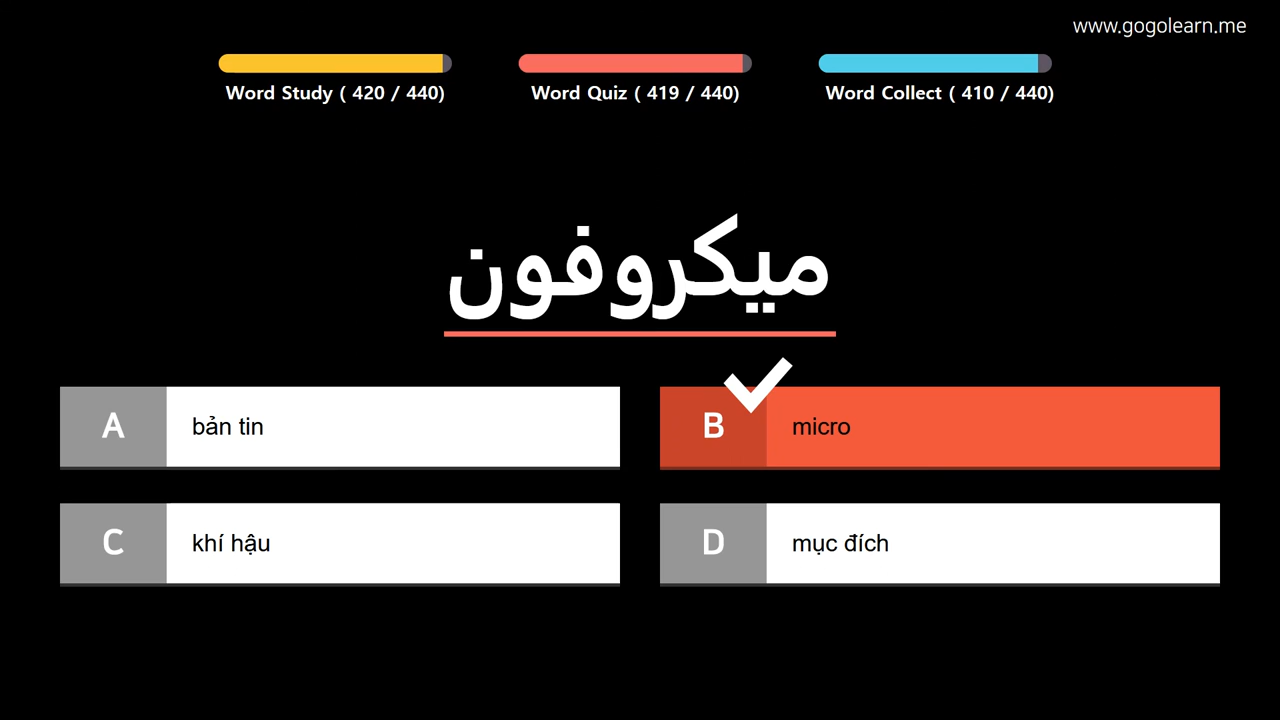 www.gogolearn.me
Word Study ( 420 / 440)
Word Quiz ( 419 / 440)
Word Collect ( 410 / 440)
میکروفون
A
bản tin
B
micro
C
khí hậu
D
mục đích